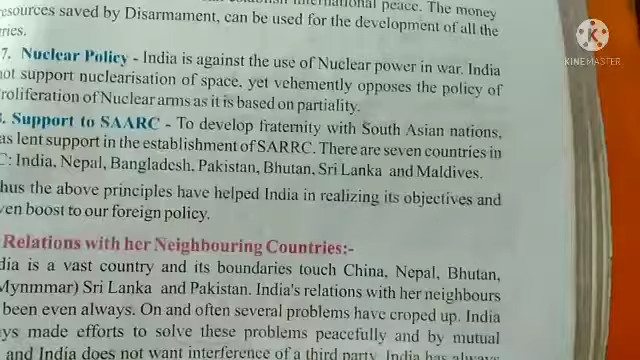 international peace. The money
esources saved by Disarmament, can be used for the development of all the
ries.
7. Nuclear Policy - India is against the use of Nuclear power in war. India
not support nuclearisation of space, yet vehemently opposes the policy of
roliferation of Nuclear arms as it is based on partiality.
8. Support to SAARC - To develop fraternity with South Asian nations,
as lent support in the establishment of SARRC. There are seven countries in
C: India, Nepal, Bangladesh, Pakistan, Bhutan, Sri Lanka and Maldives.
hus the above principles have helped India in realizing its objectives and
ven boost to our foreign policy.
Relations with her Neighbouring Countries:-
dia is a vast country and its boundaries touch China, Nepal, Bhutan,
Mynmmar) Sri Lanka and Pakistan. India's relations with her neighbours
been even always. On and often several problems have croped up. India
ys made efforts to solve these problems peacefully and by mutual
and India does not want interference of a third party. India has always
KINEMASTER